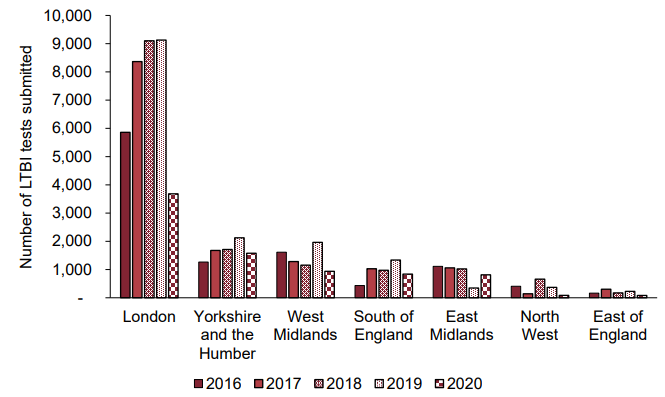 Number of LTBI tests submitted
10,000
9,000
8,000
7,000
6,000
5,000
4,000
3,000
2,000
1,000
-
London
Yorkshire
and the
Humber
West
Midlands
South of
England
East
Midlands
North
West
East of
England
2016 2017 2018 2019 2020